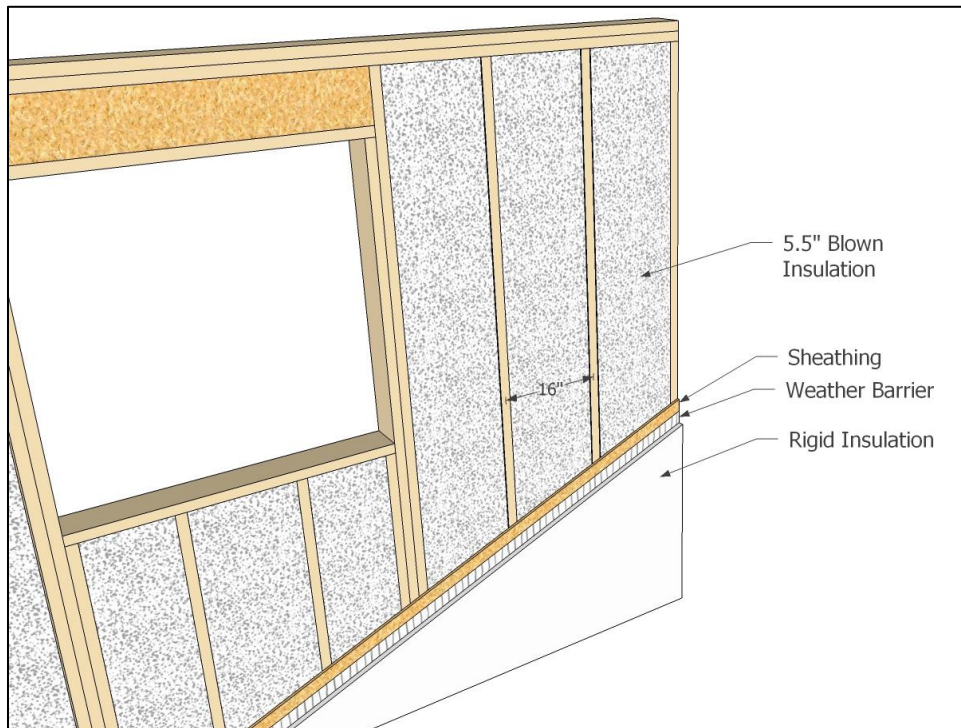 5.5" Blown
Insulation
Sheathing
Weather Barrier
16"
Rigid Insulation